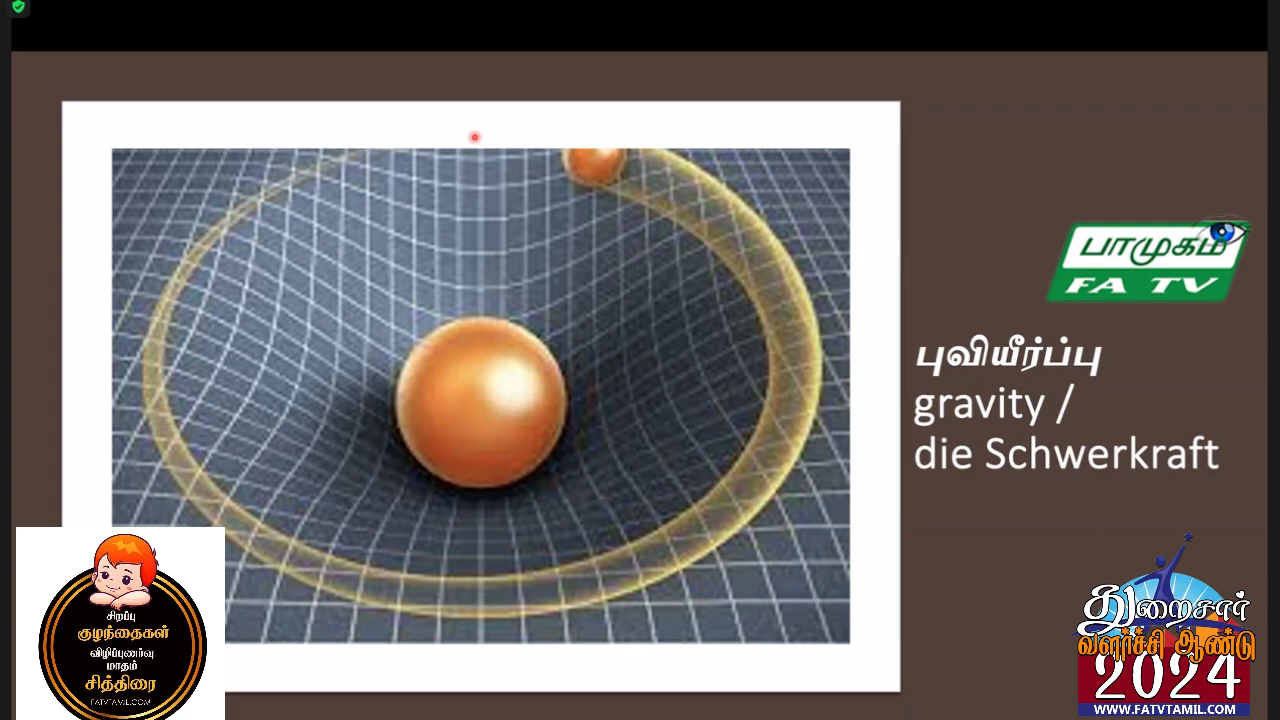 பாமுகம்
FA TV
புவியீர்ப்பு
gravity /
die Schwerkraft
சிறப்பு
குழந்தைகள்
விழிப்புணர்வு
மாதம்
சித்திரை
FATVTAMIL.COM
துறைசார்
வளர்ச்சி ஆண்டு
2024
WWW.FATVTAMIL.COM